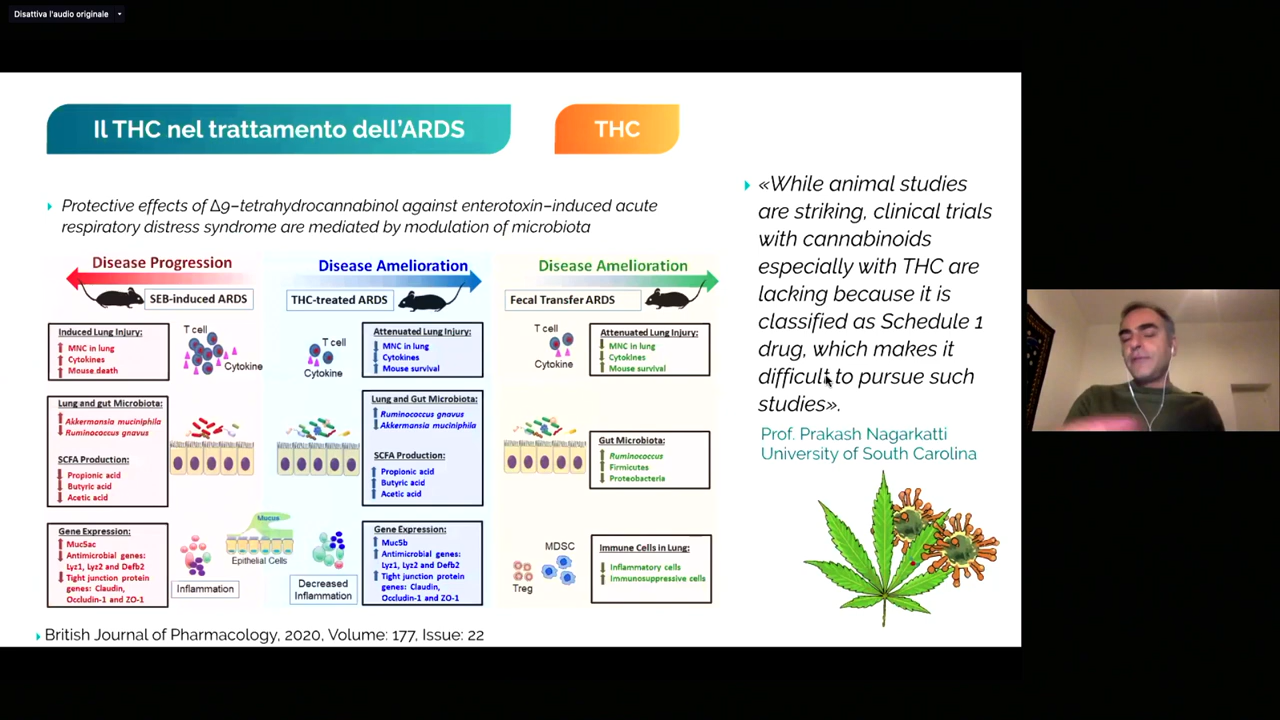 Disattiva l'audio originale
Il THC nel trattamento dell'ARDS
THC
Protective effects of Δ9–tetrahydrocannabinol against enterotoxin–induced acute
respiratory distress syndrome are mediated by modulation of microbiota
Disease Progression
SEB-induced ARDS
Induced Lung Injury:
MNC in lung
Cytokines
Mouse death
T cell
Cytokine
Lung and gut Microbiota:
Akkermansia muciniphila
Ruminococcus gnavus
SCFA Production:
Propionic acid
Butyric acid
Acetic acid
Gene Expression:
Muc5ac
Antimicrobial genes:
Lyz1, Lyz2 and Defb2
Tight junction protein
genes: Claudin,
Occludin-1 and ZO-1
Inflammation
Mucus
Epithelial Cells
Disease Amelioration
THC-treated ARDS
T cell
Cytokine
Attenuated Lung Injury:
MNC in lung
Cytokines
Mouse survival
Lung and Gut Microbiota:
Ruminococcus gnavus
Akkermansia muciniphila
SCFA Production:
Propionic acid
Butyric acid
Acetic acid
Gene Expression:
Muc5b
Antimicrobial genes:
Lyz1, Lyz2 and Defb2
Tight junction protein
genes: Claudin,
Occludin-1 and ZO-1
Decreased
Inflammation
Disease Amelioration
Fecal Transfer ARDS
T cell
Cytokine
Attenuated Lung Injury:
MNC in lung
Cytokines
Mouse survival
Gut Microbiota:
Ruminococcus
Firmicutes
Proteobacteria
MDSC
Treg
Immune Cells in Lung:
Inflammatory cells
Immunosuppressive cells
British Journal of Pharmacology, 2020, Volume: 177, Issue: 22
«While animal studies
are striking, clinical trials
with cannabinoids
especially with THC are
lacking because it is
classified as Schedule 1
drug, which makes it
difficult to pursue such
studies».
Prof. Prakash Nagarkatti
University of South Carolina